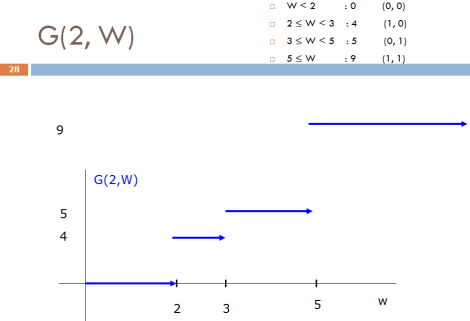 G(2, W)
W < 2 : 0 (0, 0)
2 ≤ W < 3 : 4 (1, 0)
3 ≤ W < 5 : 5 (0, 1)
5 ≤ W : 9 (1, 1)
28
9
G(2,W)
5
4
2 3 5 w